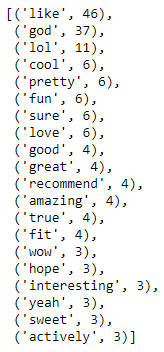 [('like', 46),
('god', 37),
('lol', 11),
('cool', 6),
('pretty', 6),
('fun', 6),
('sure', 6),
('love', 6),
('good', 4),
('great', 4),
('recommend', 4),
('amazing', 4),
('true', 4),
('fit', 4),
('wow', 3),
('hope', 3),
('interesting', 3),
('yeah', 3),
('sweet', 3),
('actively', 3)]